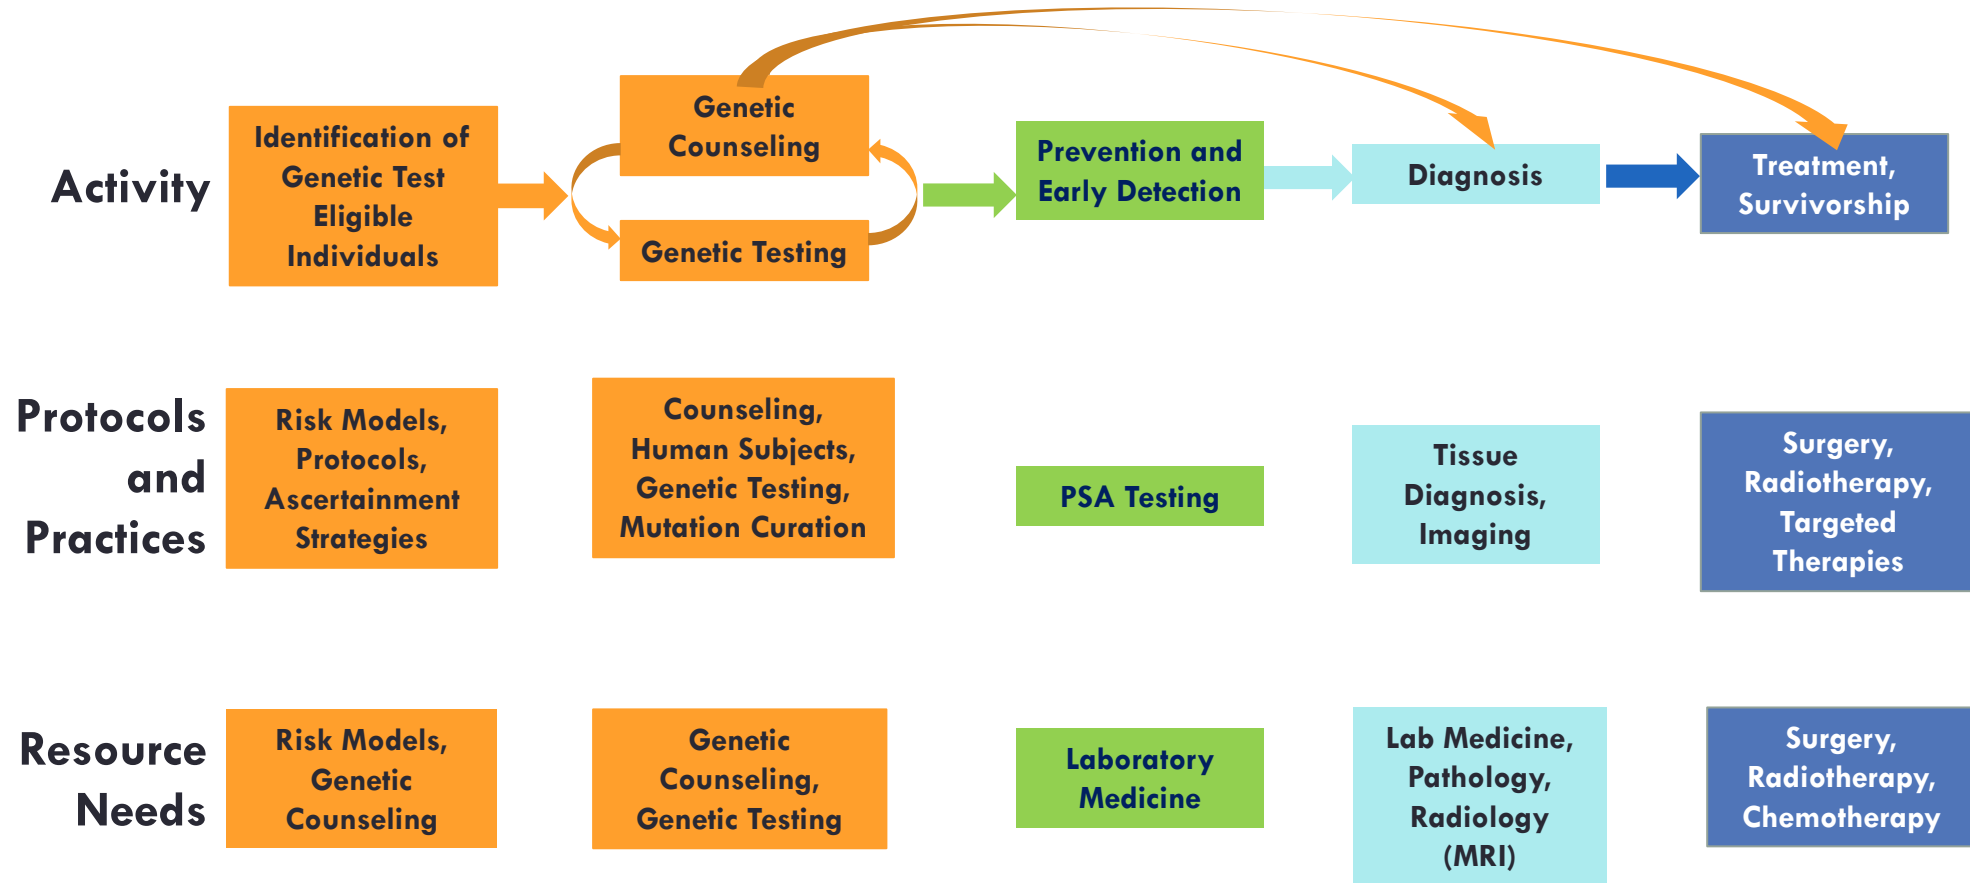 Activity
Identification of
Genetic Test
Eligible
Individuals
Genetic
Counseling
Genetic Testing
Prevention and
Early Detection
Diagnosis
Treatment,
Survivorship
Protocols
and
Practices
Risk Models,
Protocols,
Ascertainment
Strategies
Counseling,
Human Subjects,
Genetic Testing,
Mutation Curation
PSA Testing
Tissue
Diagnosis,
Imaging
Surgery,
Radiotherapy,
Targeted
Therapies
Resource
Needs
Risk Models,
Genetic
Counseling
Genetic
Counseling,
Genetic Testing
Laboratory
Medicine
Lab Medicine,
Pathology,
Radiology
(MRI)
Surgery,
Radiotherapy,
Chemotherapy